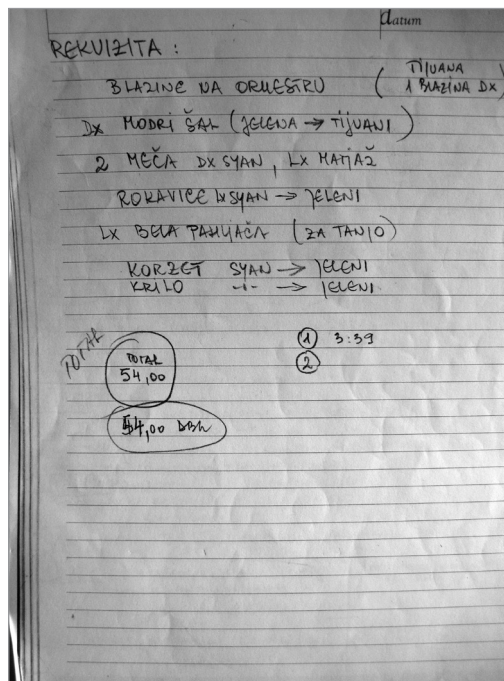 datum
REKVIZITA :
BLAZINE NA ORKESTRU ( TIJUANA
1 BLAZINA DX )
DX MODRI ŠAL (JELENA → TIJUANI)
2 MEČA DX SYAN, LX MATJAŽ
ROKAVICE LX SYAN → JELENI
LX BELA PAHLJAČA (ZA TANJO)
KORZET SYAN → JELENI
KRILO -"- → JELENI
① 3:39
TOTAL
②
TOTAL
54,00
54,00